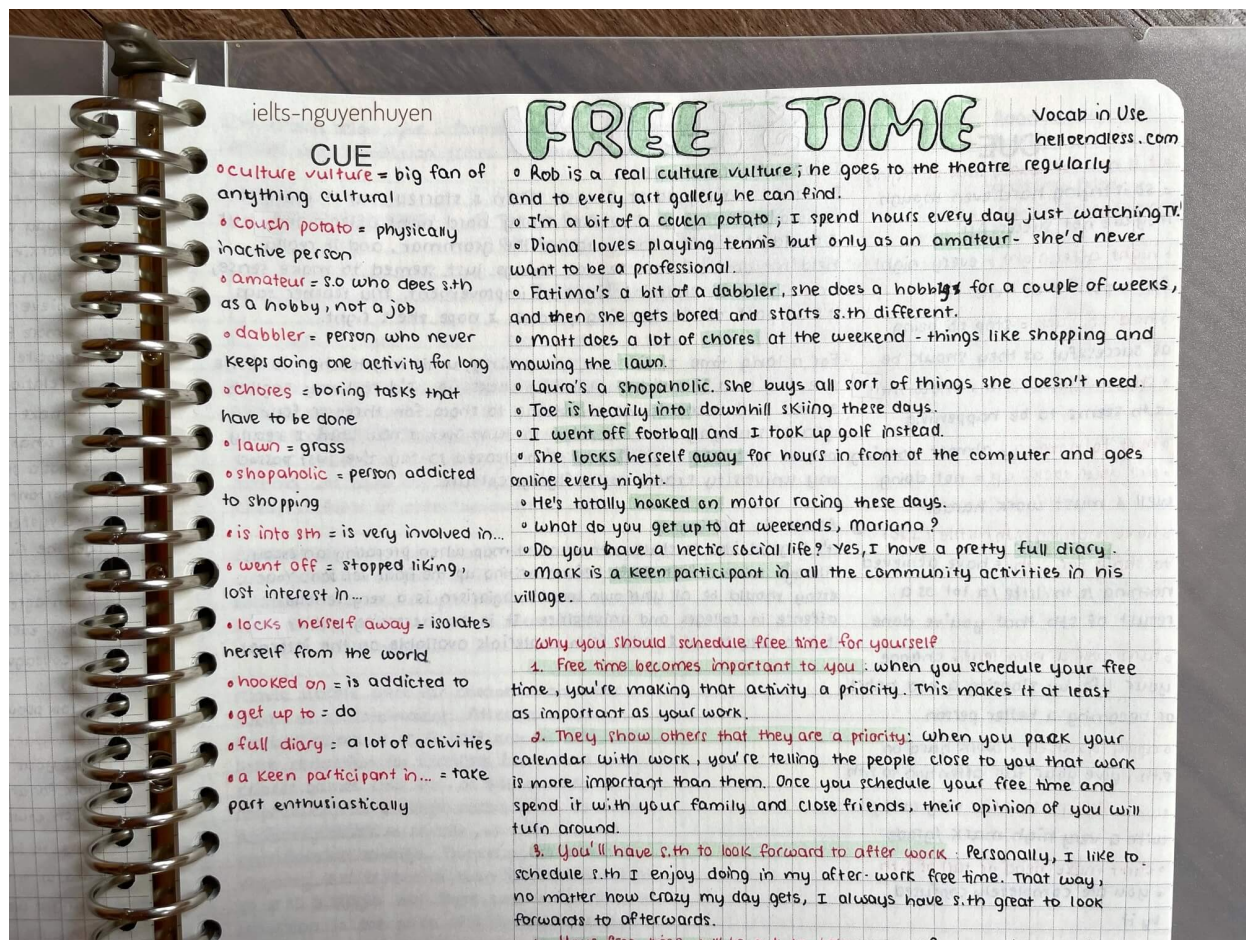 ielts-nguyenhuyen
CUE
culture vulture = big fan of
anything cultural
couch potato = physically
inactive person
amateur = s.o who does s.th
as a hobby, not a job
dabbler = person who never
keeps doing one activity for long
chores = boring tasks that
have to be done
lawn = grass
shopaholic = person addicted
to shopping
is into sth = is very involved in...
went off = stopped liking,
lost interest in...
locks herself away = isolates
herself from the world
hooked on = is addicted to
get up to = do
full diary = a lot of activities
a keen participant in... = take
part enthusiastically
FREE TIME
Vocab in Use
helloendless.com
Rob is a real culture vulture; he goes to the theatre regularly
and to every art gallery he can find.
I'm a bit of a couch potato; I spend hours every day just watching TV.
Diana loves playing tennis but only as an amateur - she'd never
want to be a professional.
Fatima's a bit of a dabbler, she does a hobby for a couple of weeks,
and then she gets bored and starts s.th different.
Matt does a lot of chores at the weekend - things like shopping and
mowing the lawn.
Laura's a shopaholic. She buys all sort of things she doesn't need.
Joe is heavily into downhill skiing these days.
I went off football and I took up golf instead.
She locks herself away for hours in front of the computer and goes
online every night.
He's totally hooked on motor racing these days.
What do you get up to at weekends, Mariana?
Do you have a hectic social life? Yes, I have a pretty full diary.
Mark is a keen participant in all the community activities in his
village.
Why you should schedule free time for yourself
1. Free time becomes important to you: when you schedule your free
time, you're making that activity a priority. This makes it at least
as important as your work.
2. They show others that they are a priority: when you pack your
calendar with work, you're telling the people close to you that work
is more important than them. Once you schedule your free time and
spend it with your family and close friends, their opinion of you will
turn around.
3. You'll have s.th to look forward to after work: Personally, I like to
schedule s.th I enjoy doing in my after-work free time. That way,
no matter how crazy my day gets, I always have s.th great to look
forwards to afterwards.